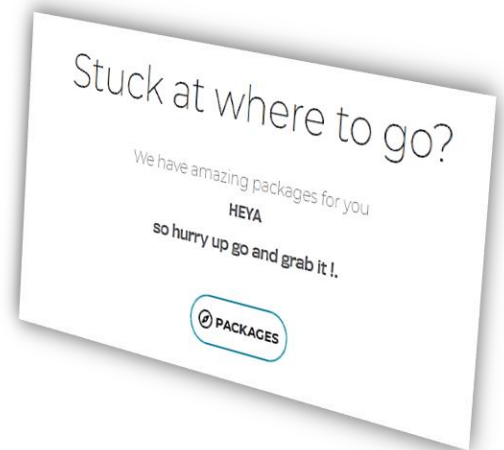 Stuck at where to go?
We have amazing packages for you
HEYA
so hurry up go and grab it !.
PACKAGES